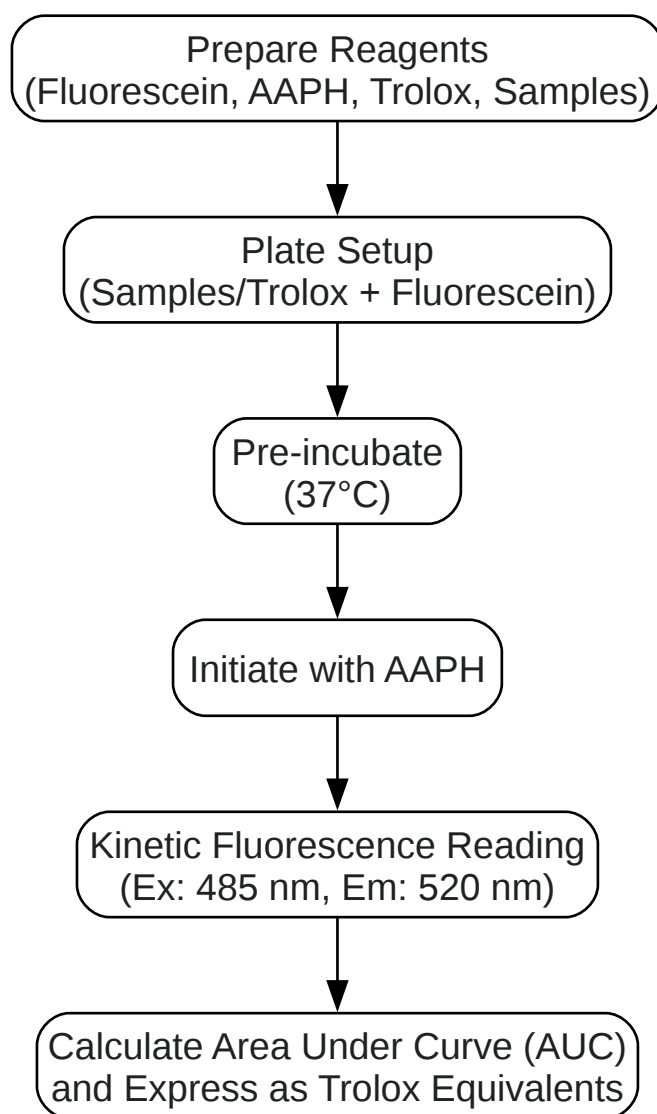 Prepare Reagents
(Fluorescein, AAPH, Trolox, Samples)
Plate Setup
(Samples/Trolox + Fluorescein)
Pre-incubate
(37°C)
Initiate with AAPH
Kinetic Fluorescence Reading
(Ex: 485 nm, Em: 520 nm)
Calculate Area Under Curve (AUC)
and Express as Trolox Equivalents